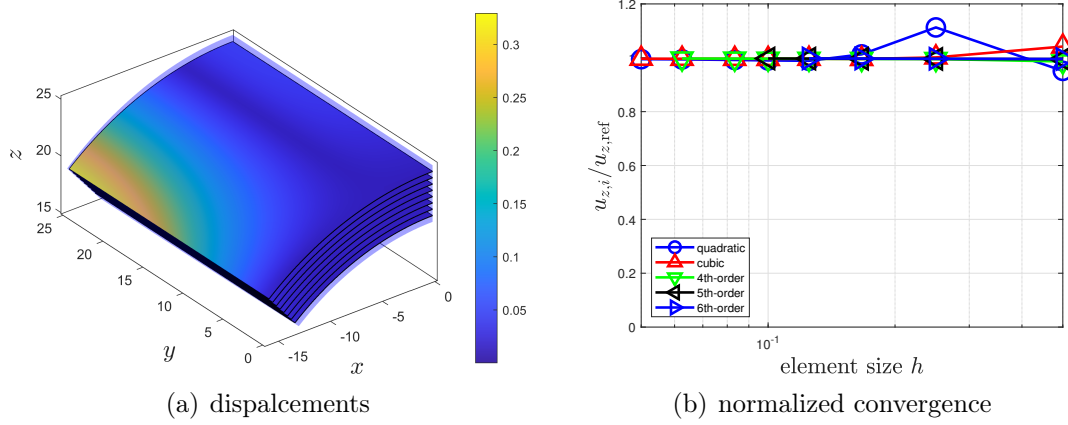 25
20
15
z
25
20
15
10
5
0
y
-15
-10
-5
0
x
0.3
0.25
0.2
0.15
0.1
0.05
(a) dispalcements
1.2
1
0.8
0.6
0.4
0.2
0
u_{z,i}/u_{z,ref}
quadratic
cubic
4th-order
5th-order
6th-order
10^{-1}
element size h
(b) normalized convergence